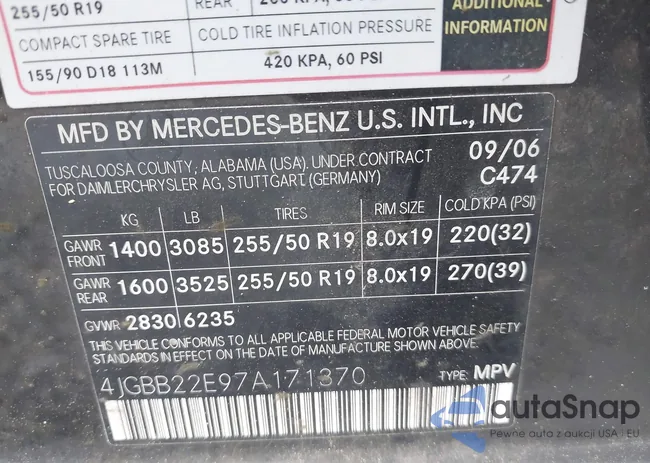 255/50 R19 REAR
ADDITIONAL
COMPACT SPARE TIRE COLD TIRE INFLATION PRESSURE INFORMATION
155/90 D18 113M 420 KPA, 60 PSI
MFD BY MERCEDES-BENZ U.S. INTL., INC
TUSCALOOSA COUNTY, ALABAMA (USA). UNDER CONTRACT 09/06
FOR DAIMLERCHRYSLER AG, STUTTGART (GERMANY) C474
KG LB TIRES RIM SIZE COLD KPA (PSI)
GAWR FRONT 1400 3085 255/50 R19 8.0x19 220(32)
GAWR REAR 1600 3525 255/50 R19 8.0x19 270(39)
GVWR 2830 6235
THIS VEHICLE CONFORMS TO ALL APPLICABLE FEDERAL MOTOR VEHICLE SAFETY
STANDARDS IN EFFECT ON THE DATE OF MANUFACTURE SHOWN ABOVE.
4JGBB22E97A171370 TYPE: MPV
autaSnap
Pewne auta z aukcji USA i EU